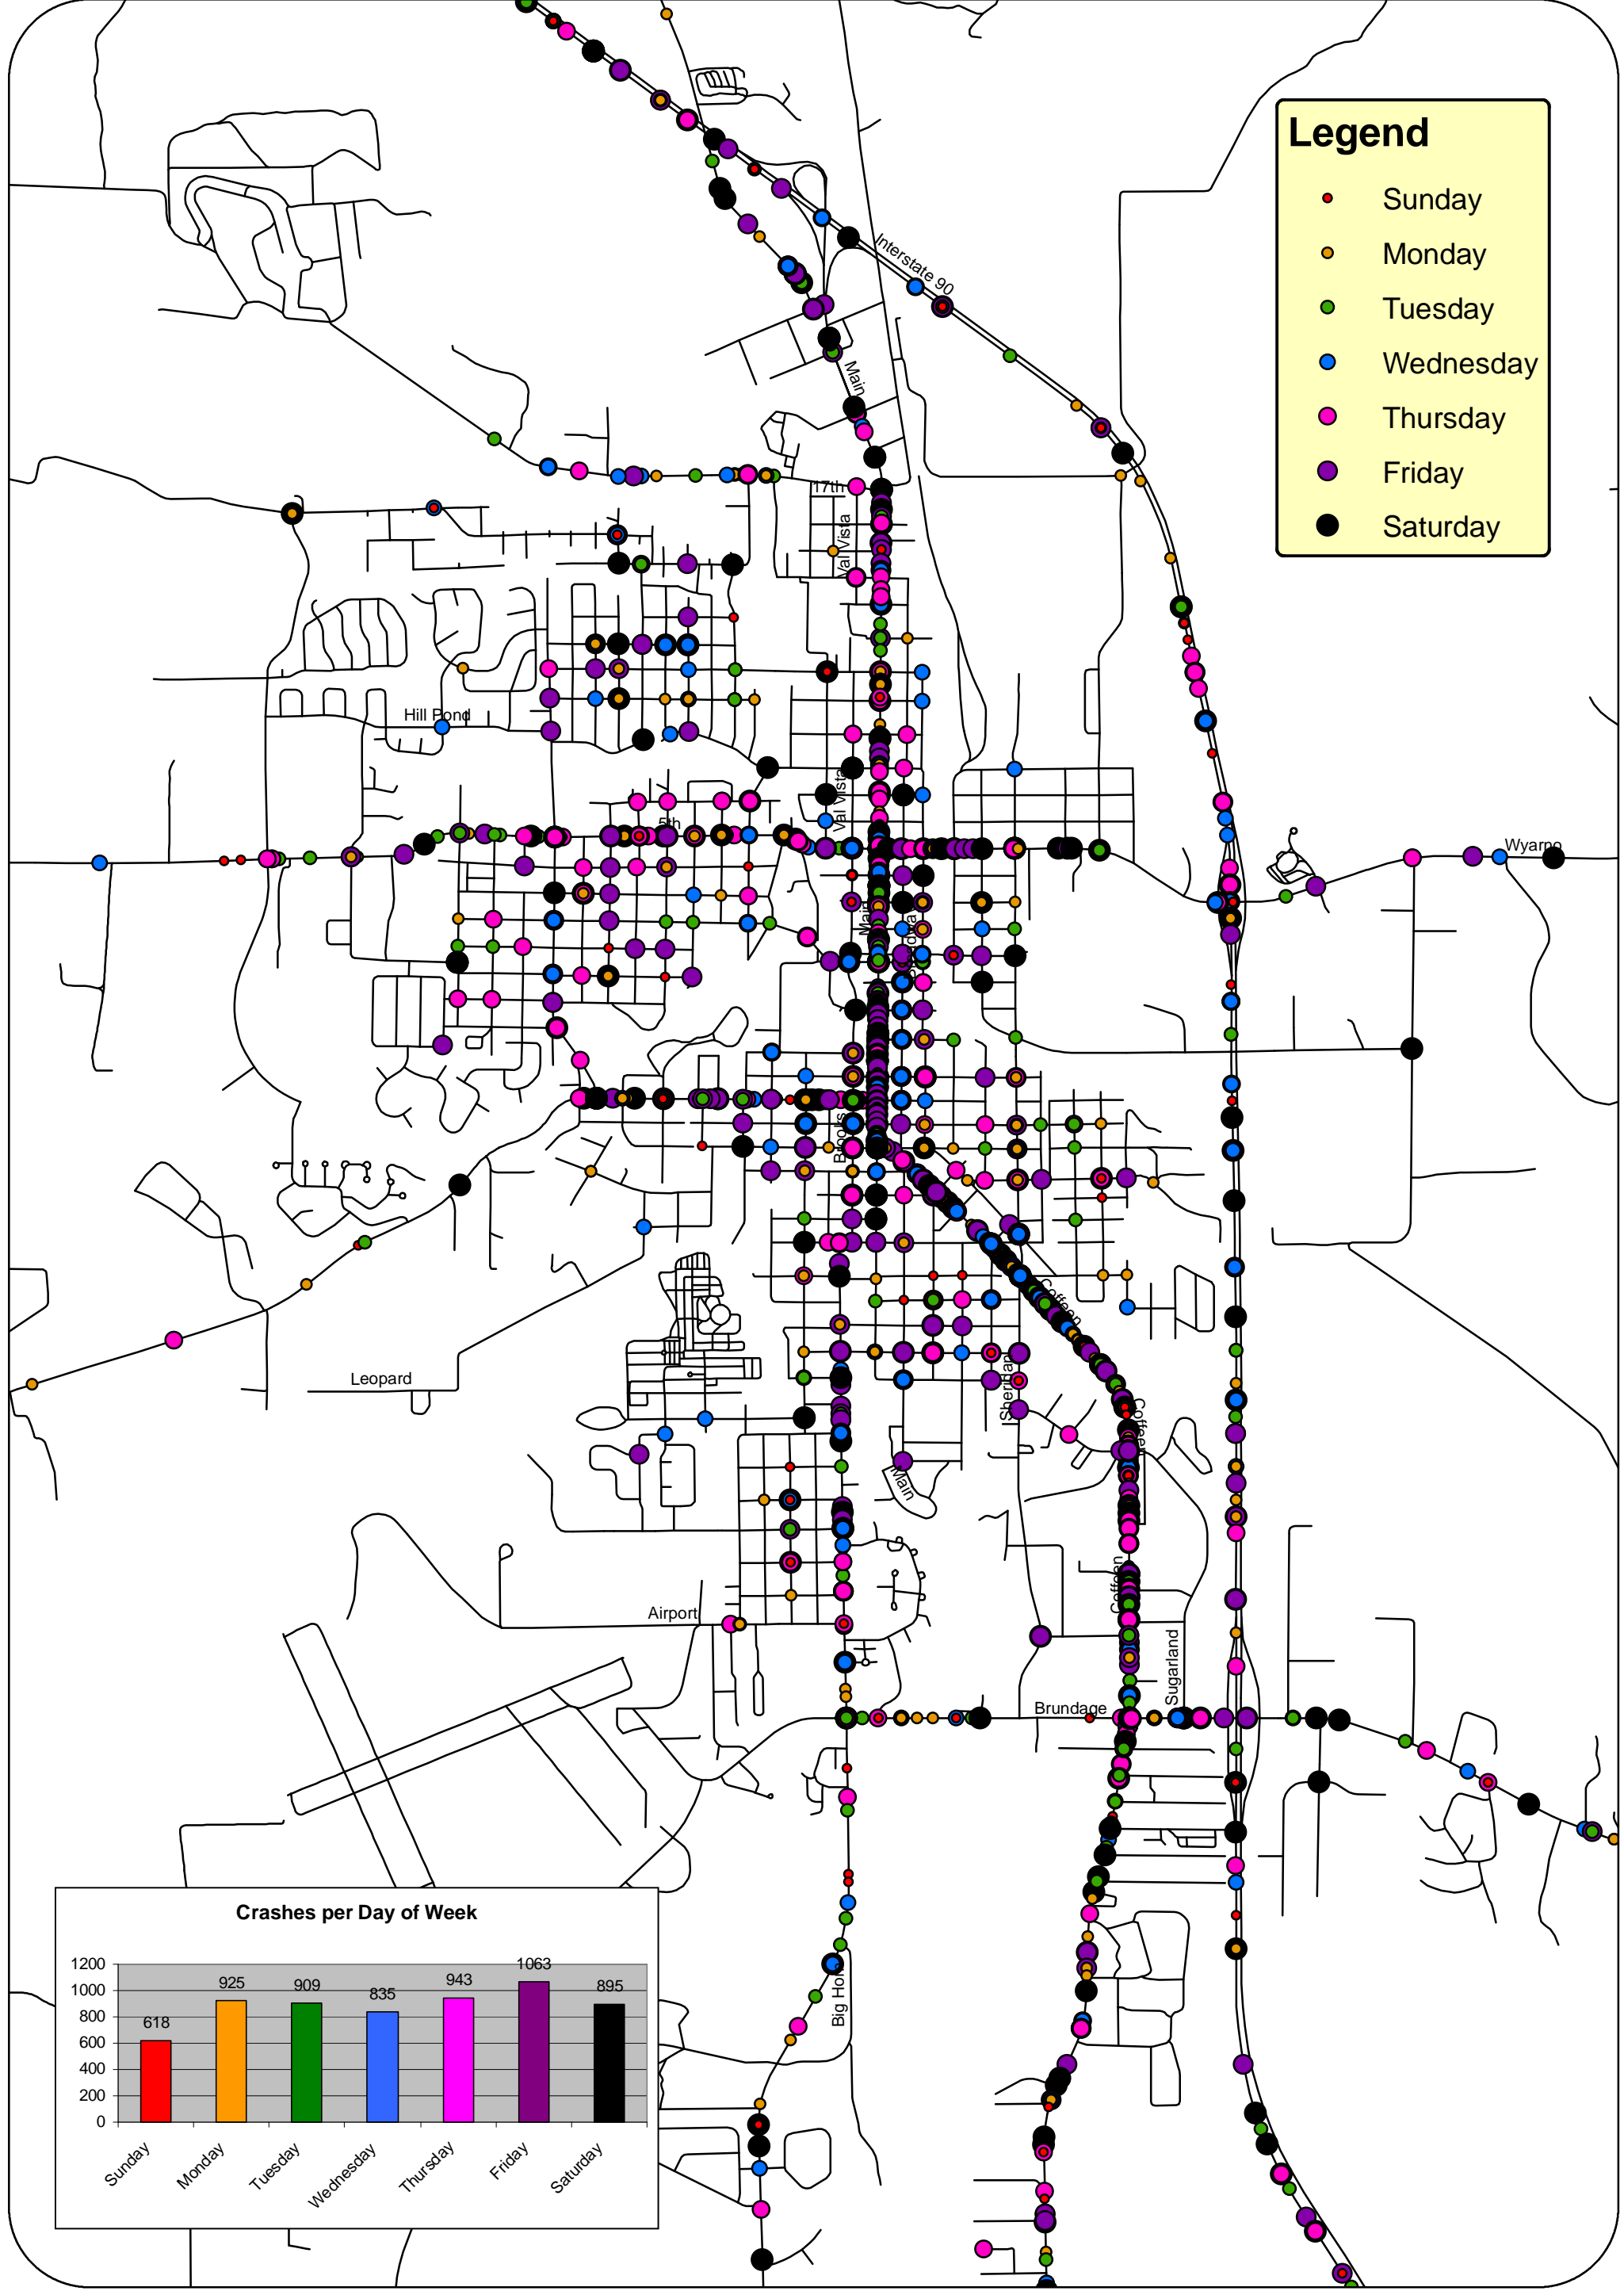 Legend
Sunday
Monday
Tuesday
Wednesday
Thursday
Friday
Saturday
Interstate 90
Main
17th
Val Vista
Hill Pond
Val Vista
5th
Wyarno
Main
Brooks
Coffeen
Leopard
Sheridan
Coffeen
Main
Coffeen
Airport
Sugarland
Brundage
Big Horn
Crashes per Day of Week
1200
1000
800
600
400
200
0
618
925
909
835
943
1063
895
Sunday
Monday
Tuesday
Wednesday
Thursday
Friday
Saturday